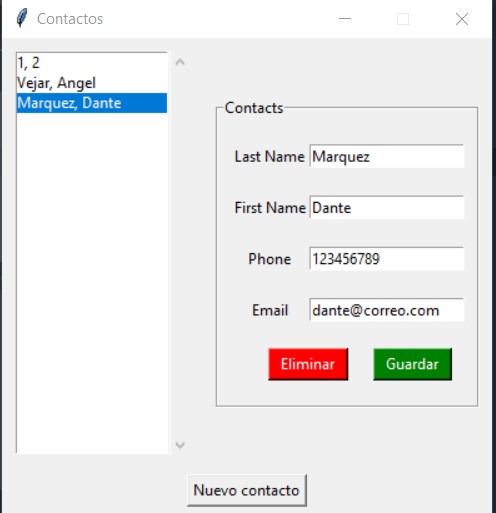 Contactos
1, 2
Vejar, Angel
Marquez, Dante
Contacts
Last Name Marquez
First Name Dante
Phone 123456789
Email dante@correo.com
Eliminar Guardar
Nuevo contacto